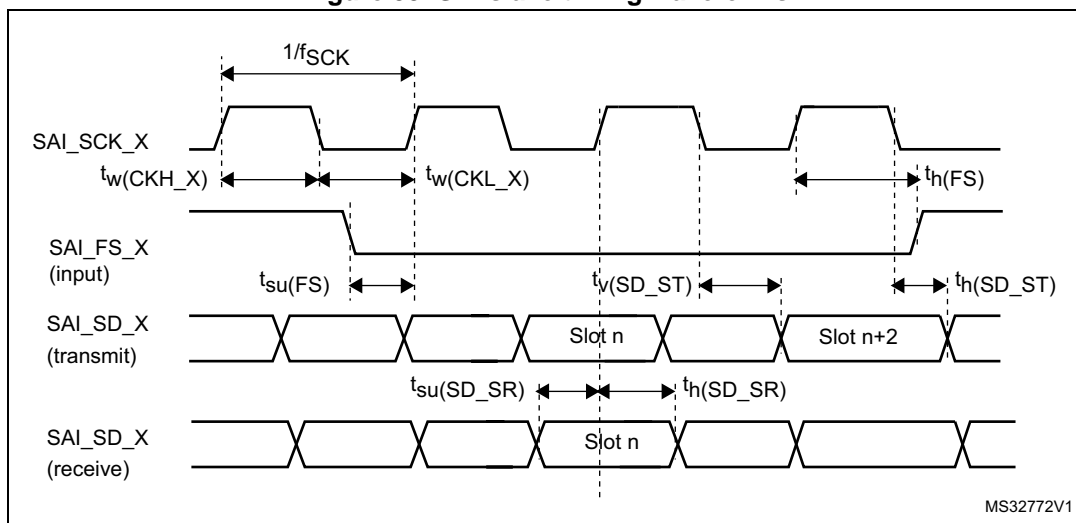 1/fSCK
SAI_SCK_X
tw(CKH_X)
tw(CKL_X)
th(FS)
SAI_FS_X
(input)
tsu(FS)
tv(SD_ST)
th(SD_ST)
SAI_SD_X
(transmit)
Slot n
Slot n+2
tsu(SD_SR)
th(SD_SR)
SAI_SD_X
(receive)
Slot n
MS32772V1